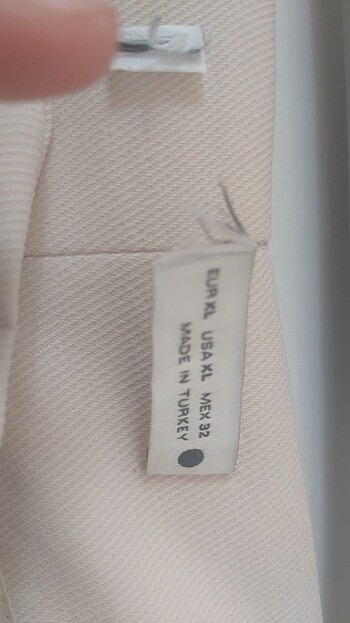 EUR XL USA XL MEX 32
MADE IN TURKEY